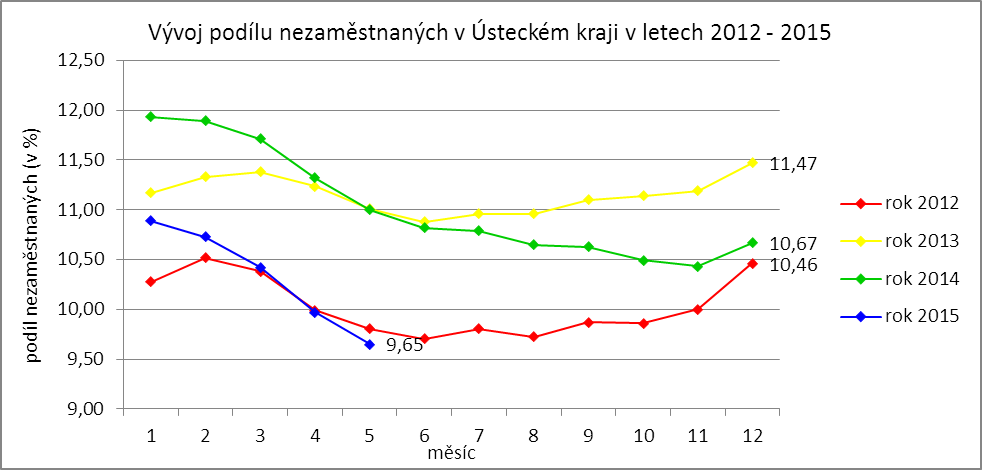 Vývoj podílu nezaměstnaných v Ústeckém kraji v letech 2012 - 2015
podíl nezaměstnaných (v %)
12,50
12,00
11,50
11,00
10,50
10,00
9,50
9,00
11,47
10,67
10,46
9,65
rok 2012
rok 2013
rok 2014
rok 2015
1 2 3 4 5 6 7 8 9 10 11 12
měsíc